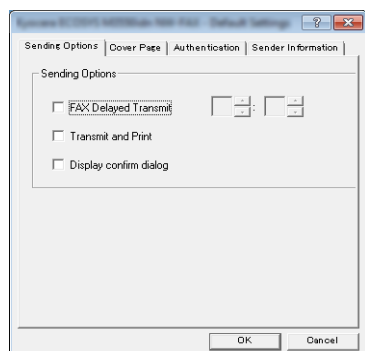 Sending Options Cover Page Authentication Sender Information
Sending Options
FAX Delayed Transmit :
Transmit and Print
Display confirm dialog
OK Cancel